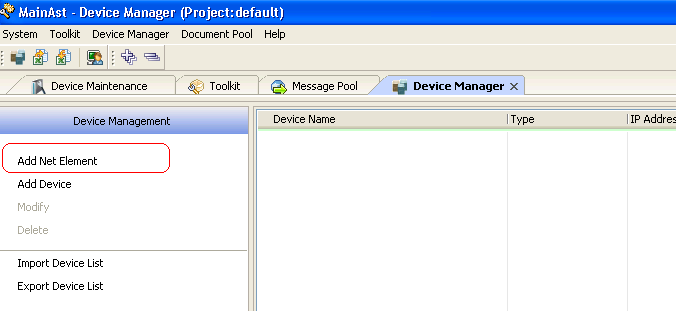 MainAst - Device Manager (Project:default)
System Toolkit Device Manager Document Pool Help
Device Maintenance Toolkit Message Pool Device Manager
Device Management
Device Name Type IP Addres
Add Net Element
Add Device
Modify
Delete
Import Device List
Export Device List